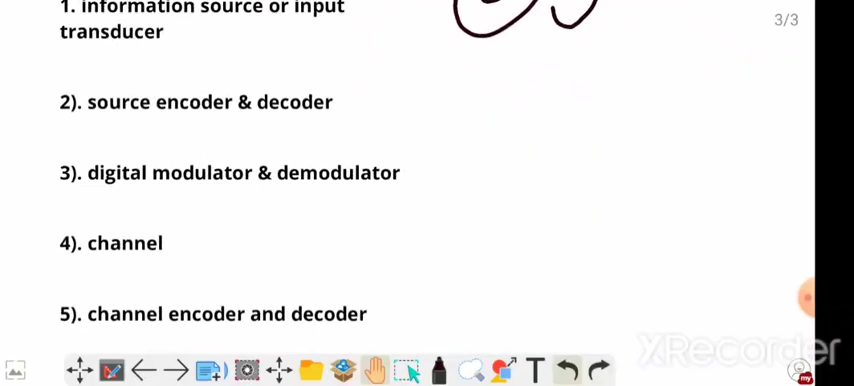 1. information source or input
3/3
transducer
2). source encoder & decoder
3). digital modulator & demodulator
4). channel
5). channel encoder and decoder
XRecorder
T
my